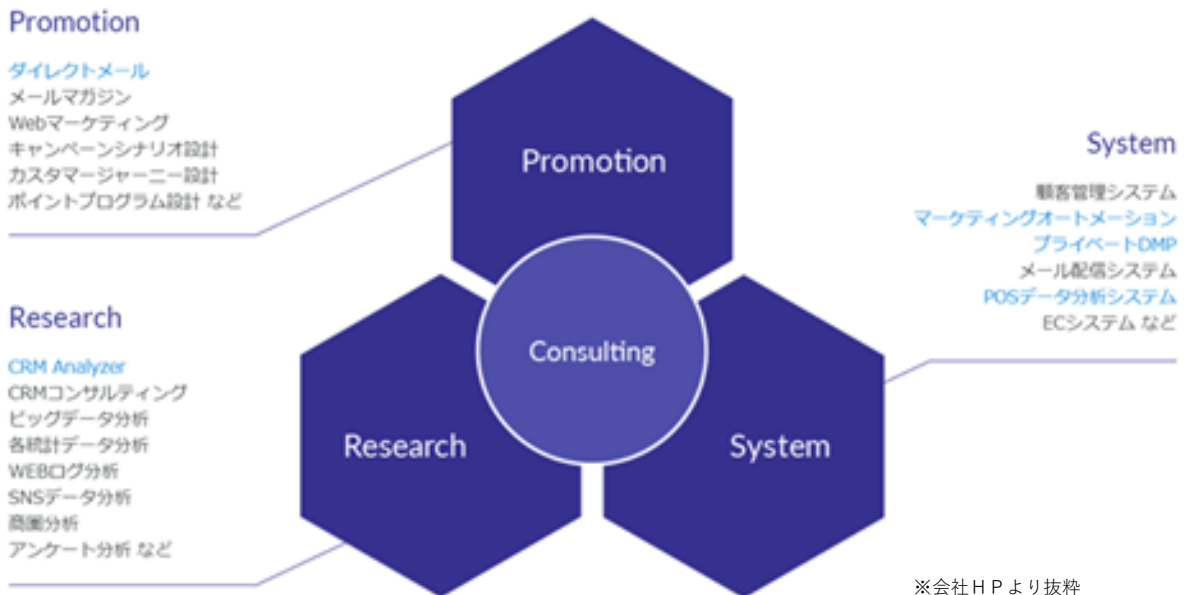 Promotion
ダイレクトメール
メールマガジン
Webマーケティング
キャンペーンシナリオ設計
カスタマージャーニー設計
ポイントプログラム設計 など
Promotion
System
顧客管理システム
マーケティングオートメーション
プライベートDMP
メール配信システム
POSデータ分析システム
ECシステム など
Research
CRM Analyzer
CRMコンサルティング
ビッグデータ分析
各統計データ分析
WEBログ分析
SNSデータ分析
商圏分析
アンケート分析 など
Consulting
Research
System
※会社HPより抜粋